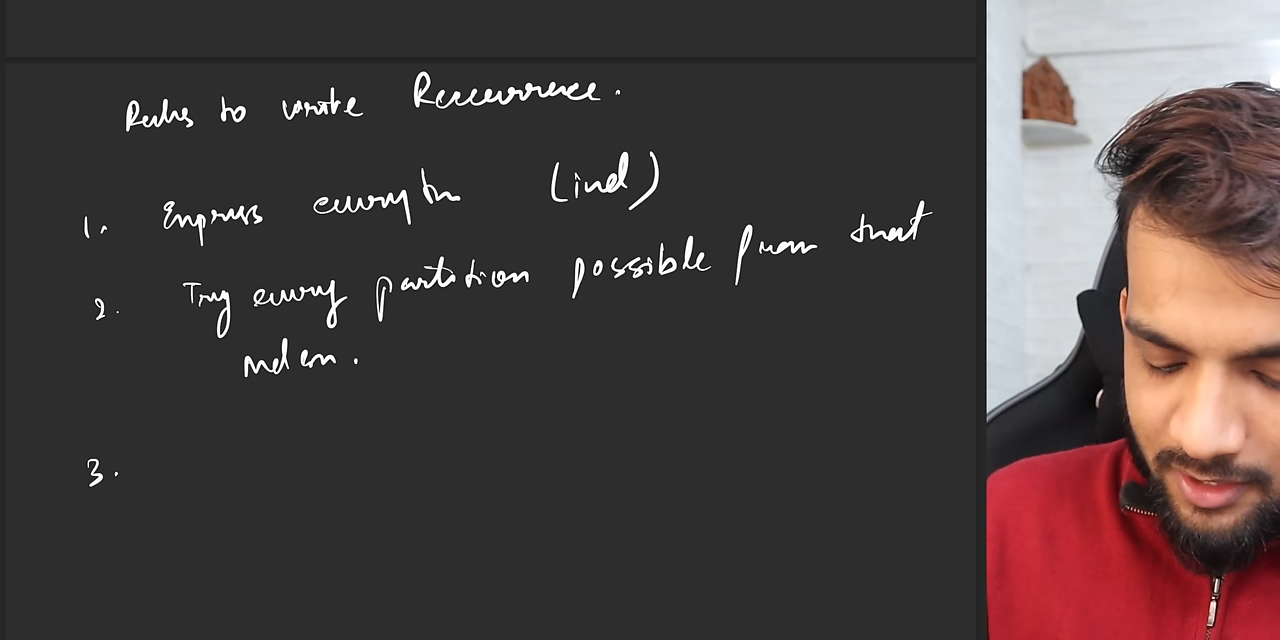 Rules to write Recurrence.
1. Express everythn (ind)
2. Try every partition possible from that
index.
3.